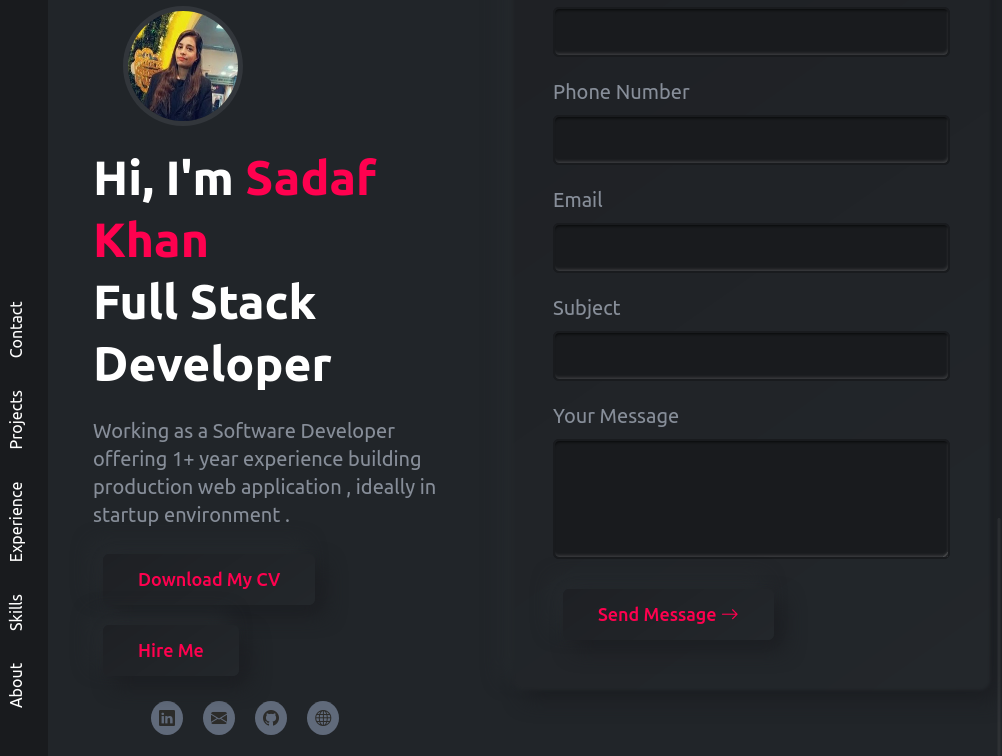 Hi, I'm Sadaf
Khan
Full Stack
Developer
Working as a Software Developer
offering 1+ year experience building
production web application , ideally in
startup environment .
Download My CV
Hire Me
Contact
Projects
Experience
Skills
About
Phone Number
Email
Subject
Your Message
Send Message →